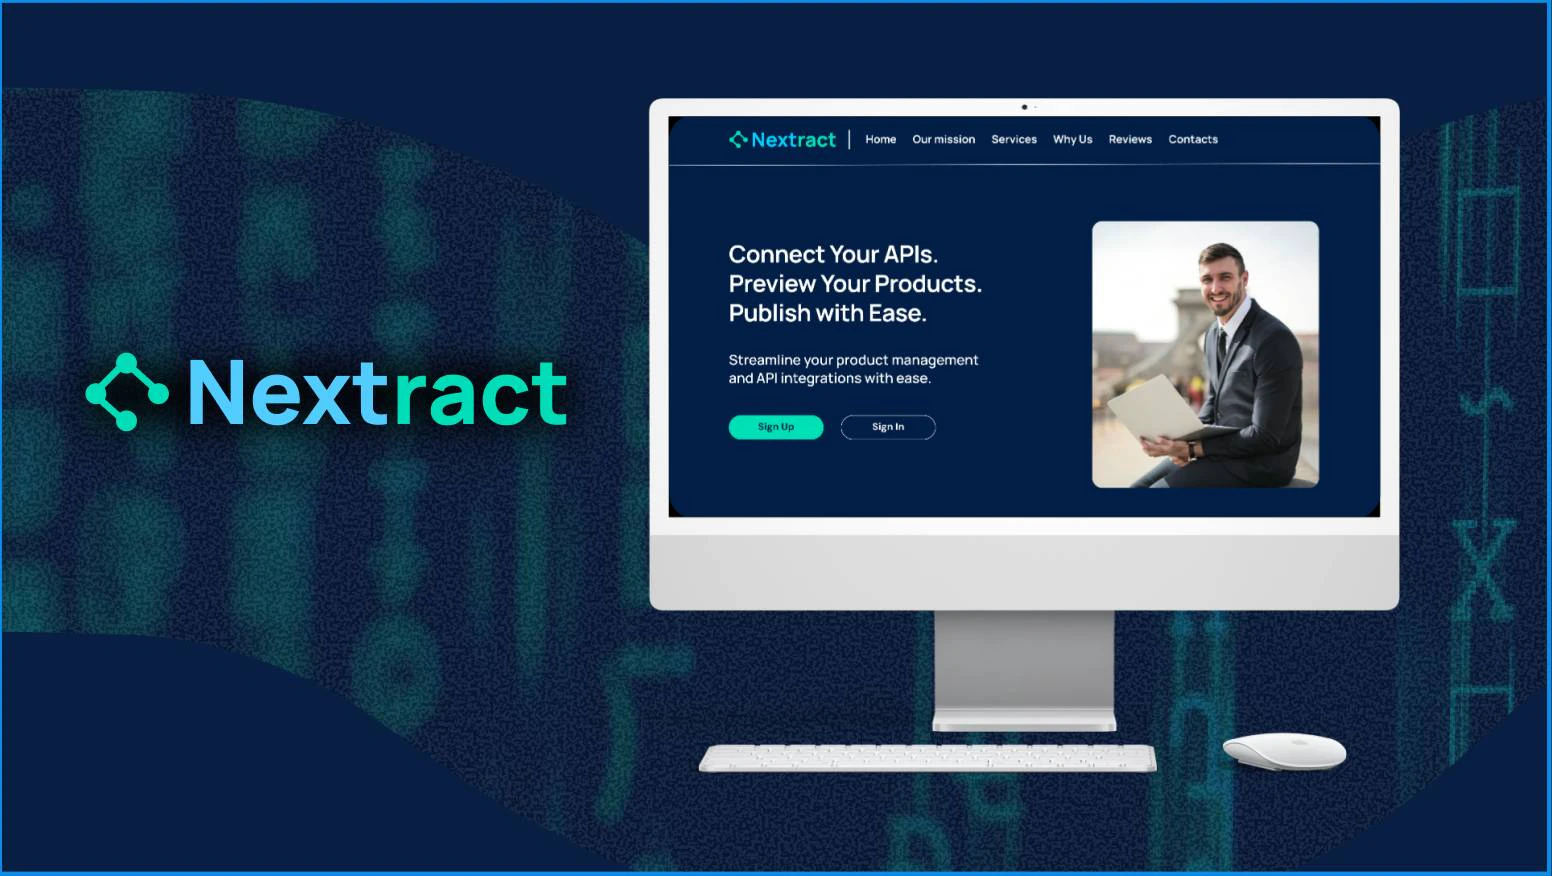 Nextract
Nextract
Home Our mission Services Why Us Reviews Contacts
Connect Your APIs.
Preview Your Products.
Publish with Ease.
Streamline your product management
and API integrations with ease.
Sign Up Sign In